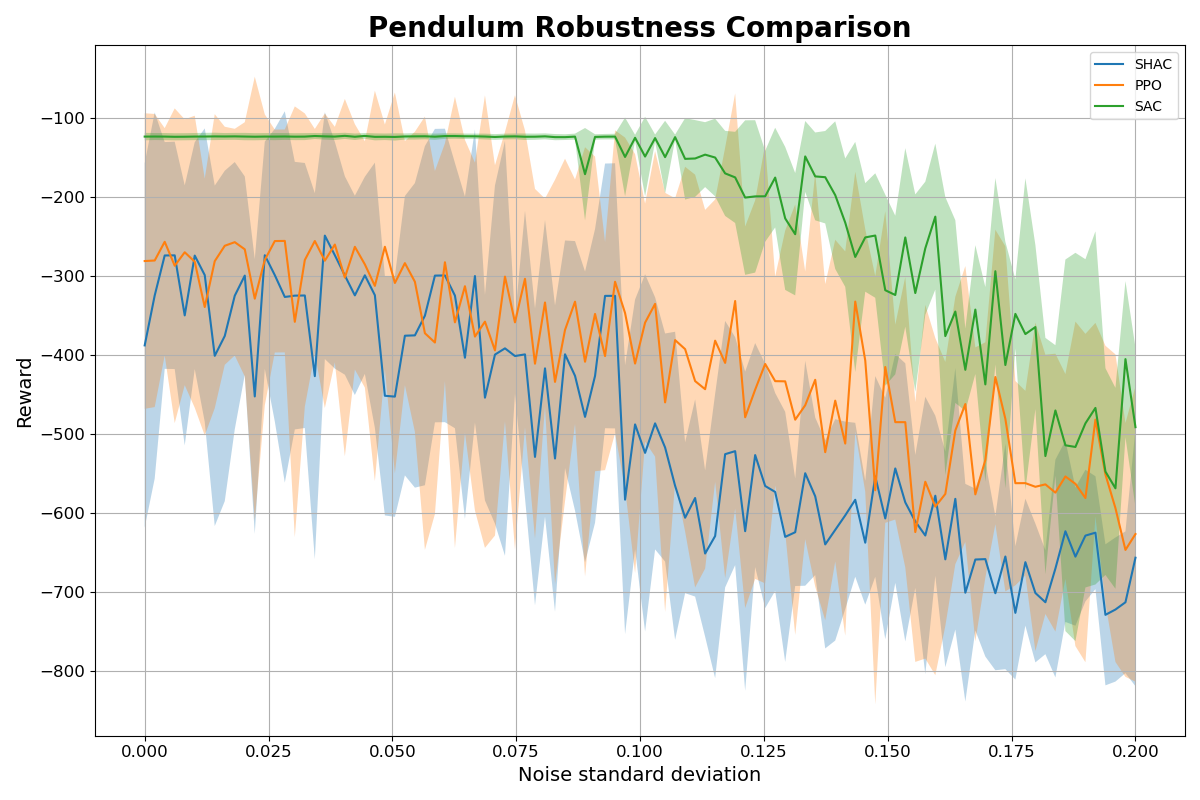 Pendulum Robustness Comparison
SHAC
PPO
SAC
−100
−200
−300
−400
−500
−600
−700
−800
Reward
0.000 0.025 0.050 0.075 0.100 0.125 0.150 0.175 0.200
Noise standard deviation